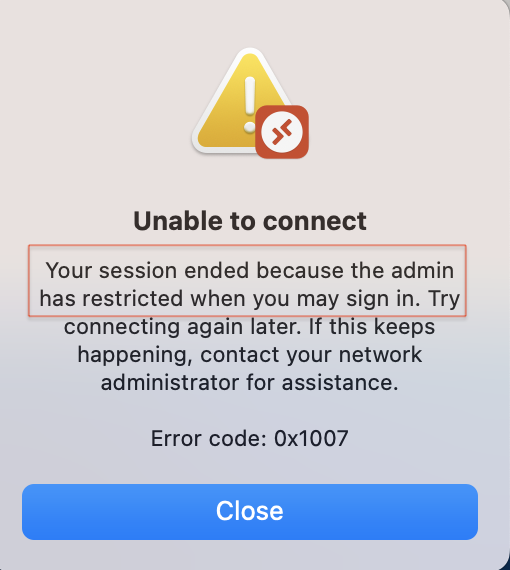 Unable to connect
Your session ended because the admin
has restricted when you may sign in. Try
connecting again later. If this keeps
happening, contact your network
administrator for assistance.
Error code: 0x1007
Close